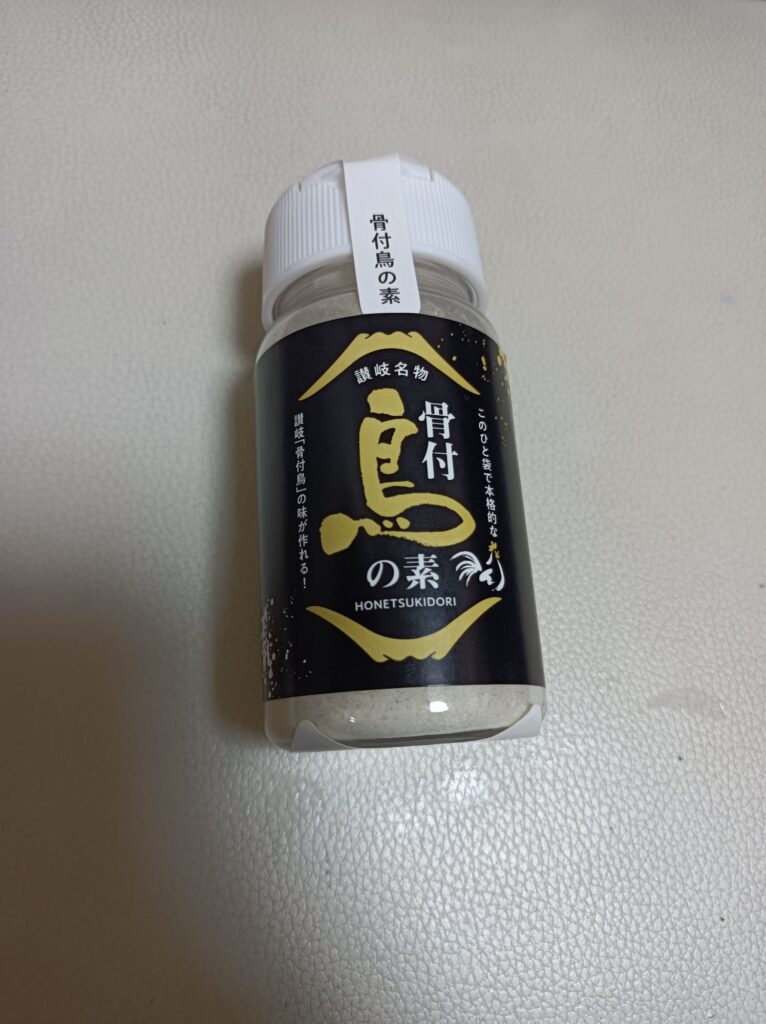 骨付鳥の素
讃岐名物
骨付
鳥
の素
HONETSUKIDORI
このひと袋で本格的な
讃岐「骨付鳥」の味が作れる！